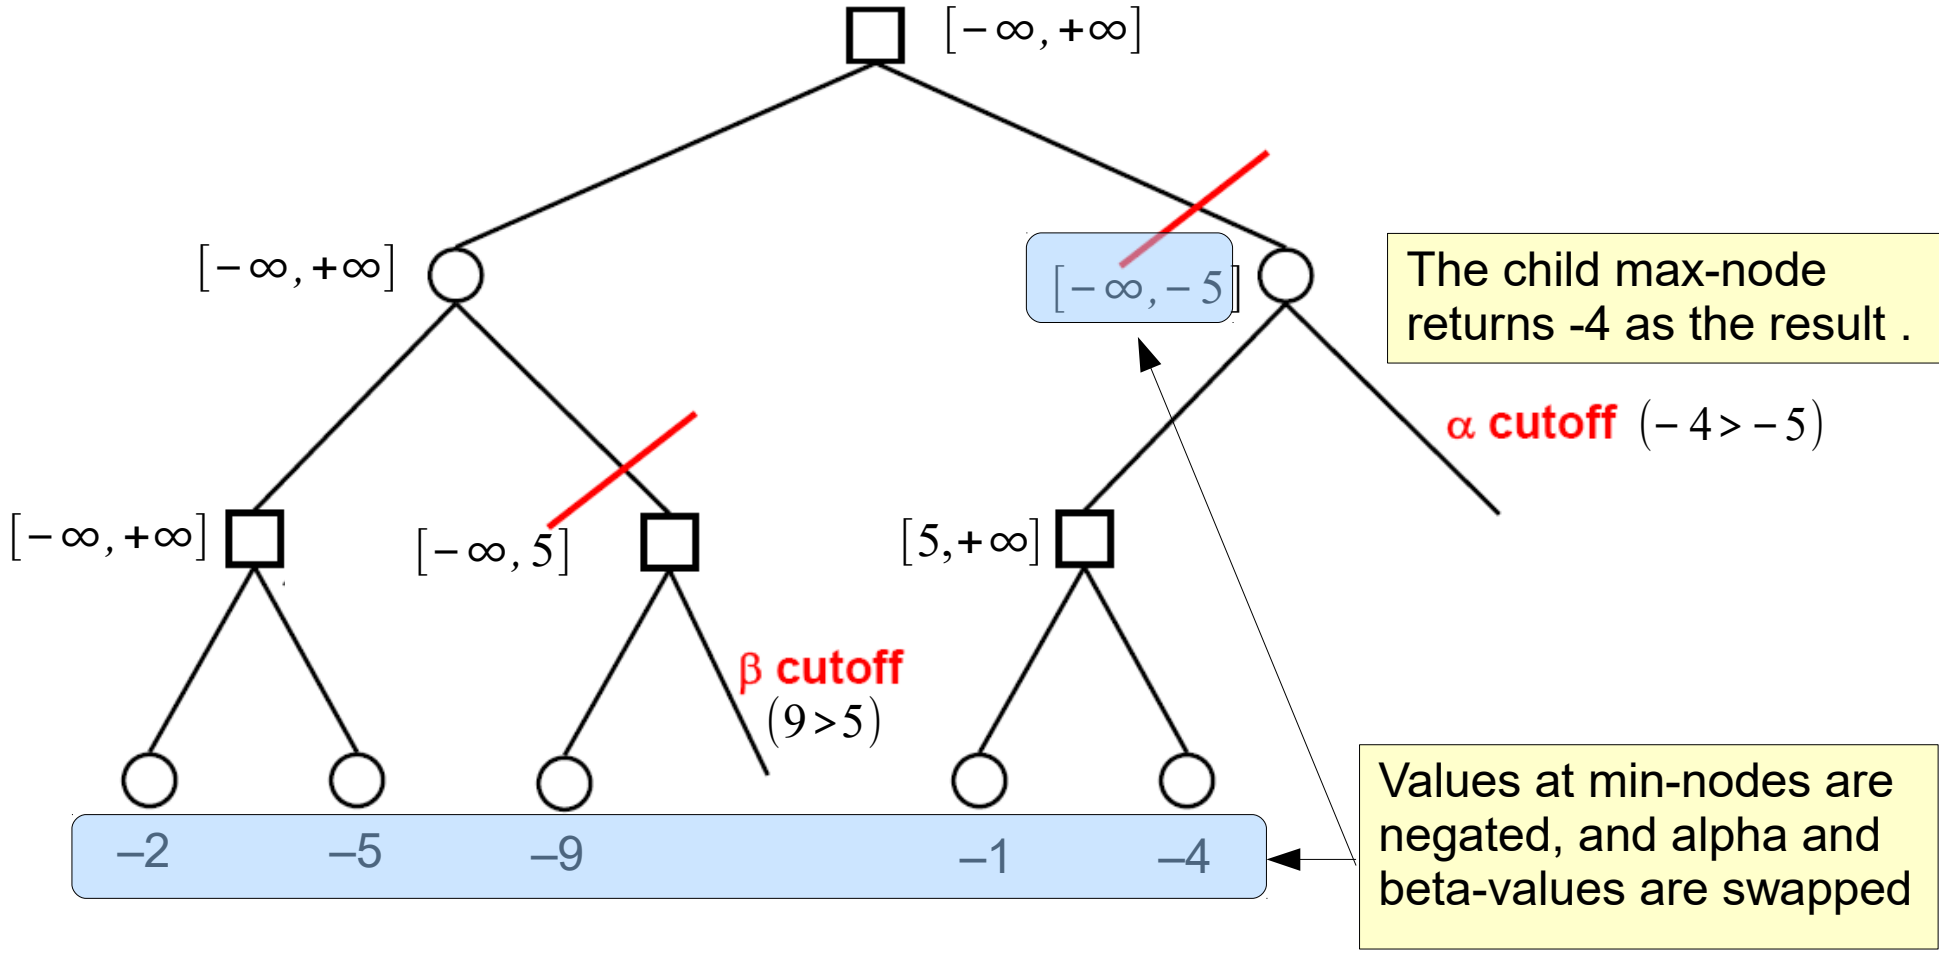 [−∞,+∞]
[−∞,+∞]
[−∞,−5]
The child max-node
returns -4 as the result .
α cutoff (−4>−5)
[−∞,+∞]
[−∞,5]
[5,+∞]
β cutoff
(9>5)
Values at min-nodes are
negated, and alpha and
beta-values are swapped
–2 –5 –9 –1 –4